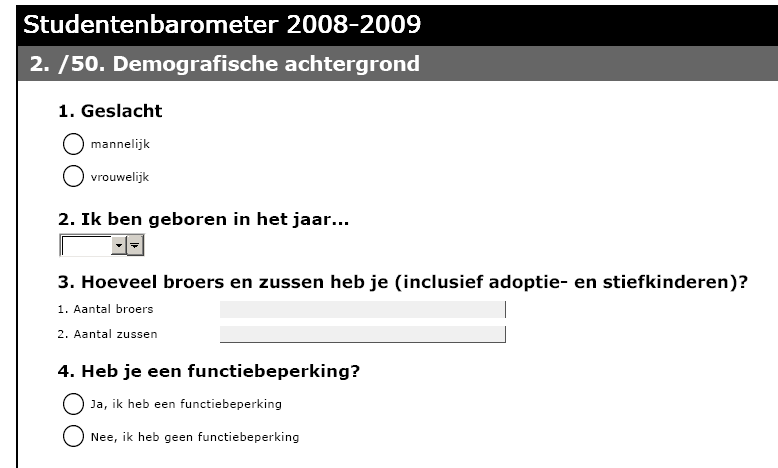 Studentenbarometer 2008-2009
2. /50. Demografische achtergrond
1. Geslacht
mannelijk
vrouwelijk
2. Ik ben geboren in het jaar...
3. Hoeveel broers en zussen heb je (inclusief adoptie- en stiefkinderen)?
1. Aantal broers
2. Aantal zussen
4. Heb je een functiebeperking?
Ja, ik heb een functiebeperking
Nee, ik heb geen functiebeperking